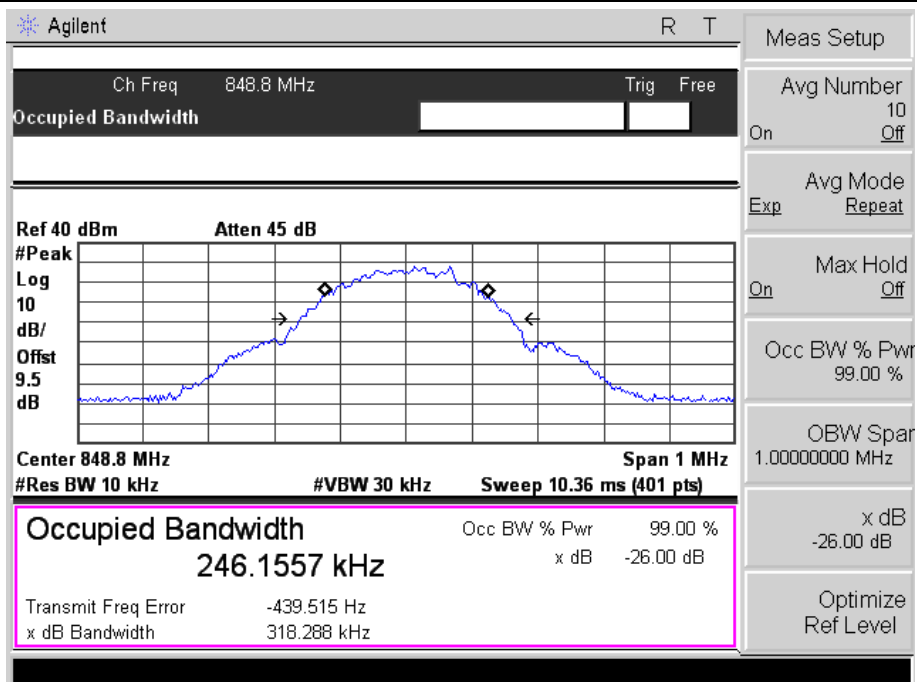 Agilent R T
Ch Freq 848.8 MHz Trig Free
Occupied Bandwidth
Ref 40 dBm Atten 45 dB
#Peak
Log
10
dB/
Offst
9.5
dB
Center 848.8 MHz Span 1 MHz
#Res BW 10 kHz #VBW 30 kHz Sweep 10.36 ms (401 pts)
Occupied Bandwidth Occ BW % Pwr 99.00 %
246.1557 kHz x dB -26.00 dB
Transmit Freq Error -439.515 Hz
x dB Bandwidth 318.288 kHz
Meas Setup
Avg Number
10
On Off
Avg Mode
Exp Repeat
Max Hold
On Off
Occ BW % Pwr
99.00 %
OBW Span
1.00000000 MHz
x dB
-26.00 dB
Optimize
Ref Level